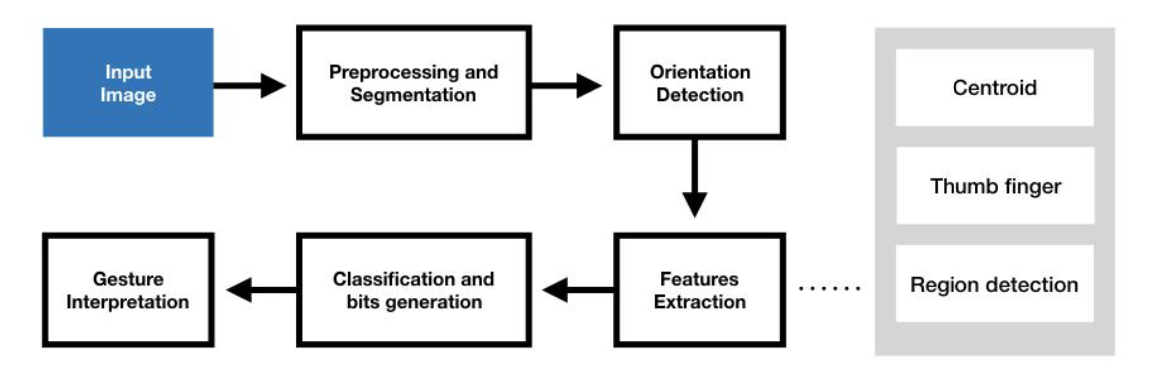 Input
Image
Preprocessing and
Segmentation
Orientation
Detection
Centroid
Thumb finger
Region detection
Features
Extraction
Classification and
bits generation
Gesture
Interpretation